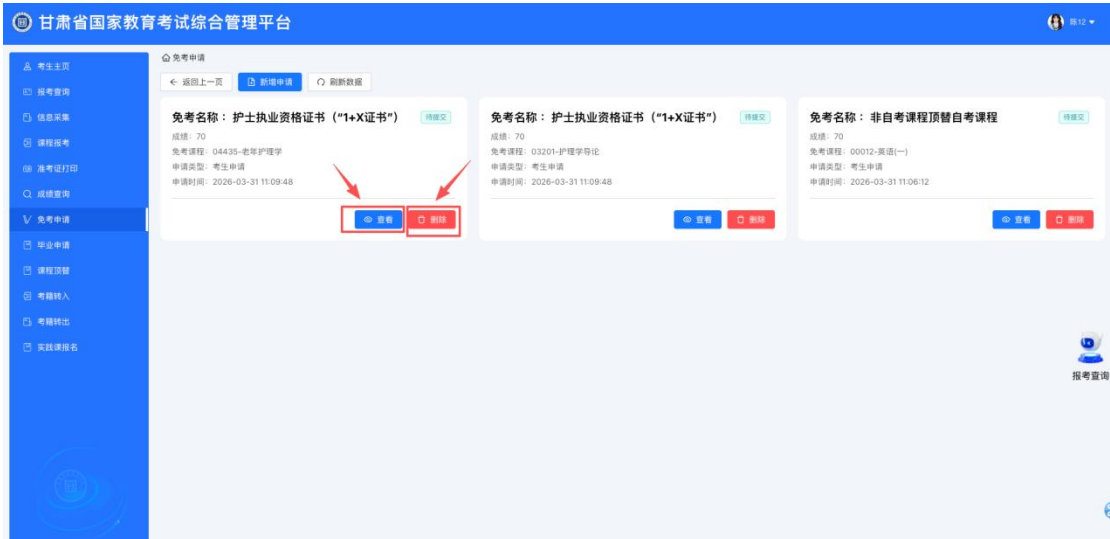 甘肃省国家教育考试综合管理平台
陈12
考生主页
报考查询
信息采集
课程报考
准考证打印
成绩查询
免考申请
毕业申请
课程顶替
考籍转入
考籍转出
实践课报名
免考申请
返回上一页 新增申请 刷新数据
免考名称：护士执业资格证书（“1+X证书”） 待提交
成绩：70
免考课程：04435-老年护理学
申请类型：考生申请
申请时间：2026-03-31 11:09:48
查看 删除
免考名称：护士执业资格证书（“1+X证书”） 待提交
成绩：70
免考课程：03201-护理学导论
申请类型：考生申请
申请时间：2026-03-31 11:09:48
查看 删除
免考名称：非自考课程顶替自考课程 待提交
成绩：70
免考课程：00012-英语(一)
申请类型：考生申请
申请时间：2026-03-31 11:06:12
查看 删除
报考查询